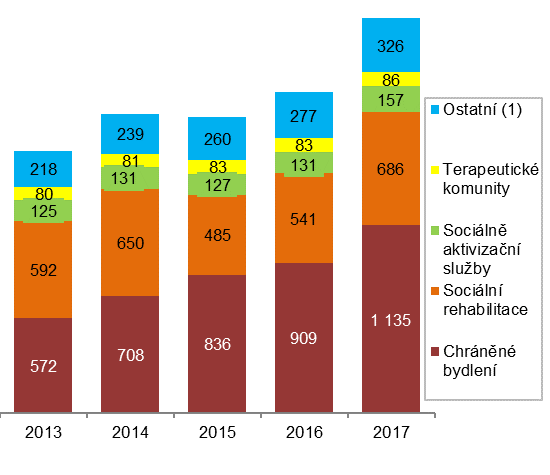 326
86
157
686
1 135
277
83
131
541
909
260
83
127
485
836
239
81
131
650
708
218
80
125
592
572
2013 2014 2015 2016 2017
Ostatní (1)
Terapeutické
komunity
Sociálně
aktivizační
služby
Sociální
rehabilitace
Chráněné
bydlení